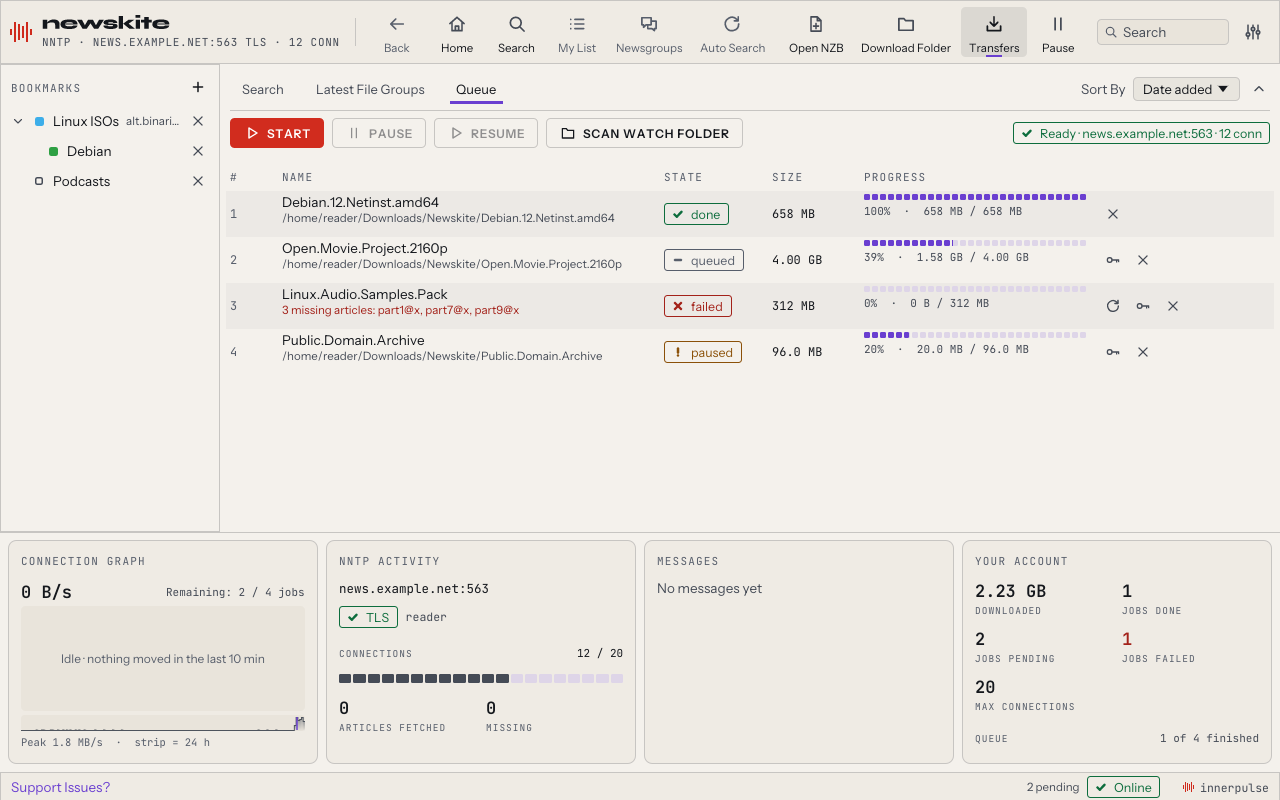 newskite
NNTP · NEWS.EXAMPLE.NET:563 TLS · 12 CONN
Back
Home
Search
My List
Newsgroups
Auto Search
Open NZB
Download Folder
Transfers
Pause
Search
BOOKMARKS
Linux ISOs alt.binari...
Debian
Podcasts
Search
Latest File Groups
Queue
Sort By
Date added
START
PAUSE
RESUME
SCAN WATCH FOLDER
Ready · news.example.net:563 · 12 conn
# NAME STATE SIZE PROGRESS
1
Debian.12.Netinst.amd64
/home/reader/Downloads/Newskite/Debian.12.Netinst.amd64
done
658 MB
100% · 658 MB / 658 MB
2
Open.Movie.Project.2160p
/home/reader/Downloads/Newskite/Open.Movie.Project.2160p
queued
4.00 GB
39% · 1.58 GB / 4.00 GB
3
Linux.Audio.Samples.Pack
3 missing articles: part1@x, part7@x, part9@x
failed
312 MB
0% · 0 B / 312 MB
4
Public.Domain.Archive
/home/reader/Downloads/Newskite/Public.Domain.Archive
paused
96.0 MB
20% · 20.0 MB / 96.0 MB
CONNECTION GRAPH
0 B/s
Remaining: 2 / 4 jobs
Idle · nothing moved in the last 10 min
Peak 1.8 MB/s · strip = 24 h
NNTP ACTIVITY
news.example.net:563
TLS
reader
CONNECTIONS
12 / 20
0
ARTICLES FETCHED
0
MISSING
MESSAGES
No messages yet
YOUR ACCOUNT
2.23 GB
DOWNLOADED
1
JOBS DONE
2
JOBS PENDING
1
JOBS FAILED
20
MAX CONNECTIONS
QUEUE
1 of 4 finished
Support Issues?
2 pending
Online
innerpulse